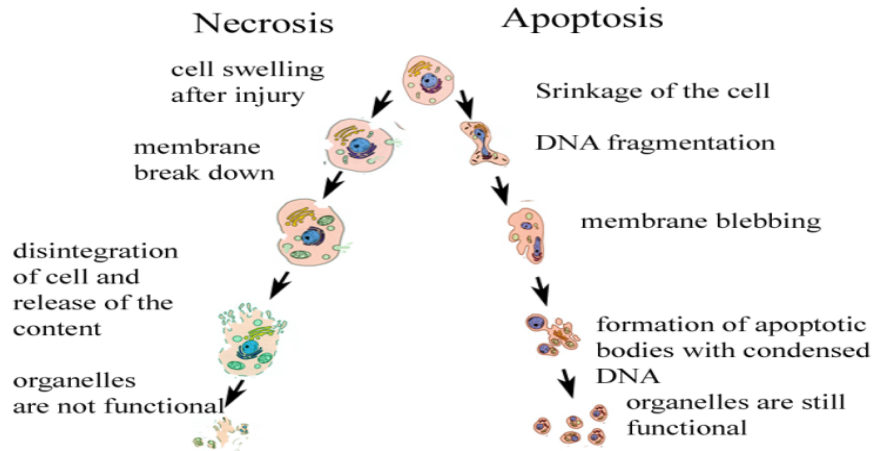 Necrosis
cell swelling
after injury
membrane
break down
disintegration
of cell and
release of the
content
organelles
are not functional
Apoptosis
Srinkage of the cell
DNA fragmentation
membrane blebbing
formation of apoptotic
bodies with condensed
DNA
organelles are still
functional